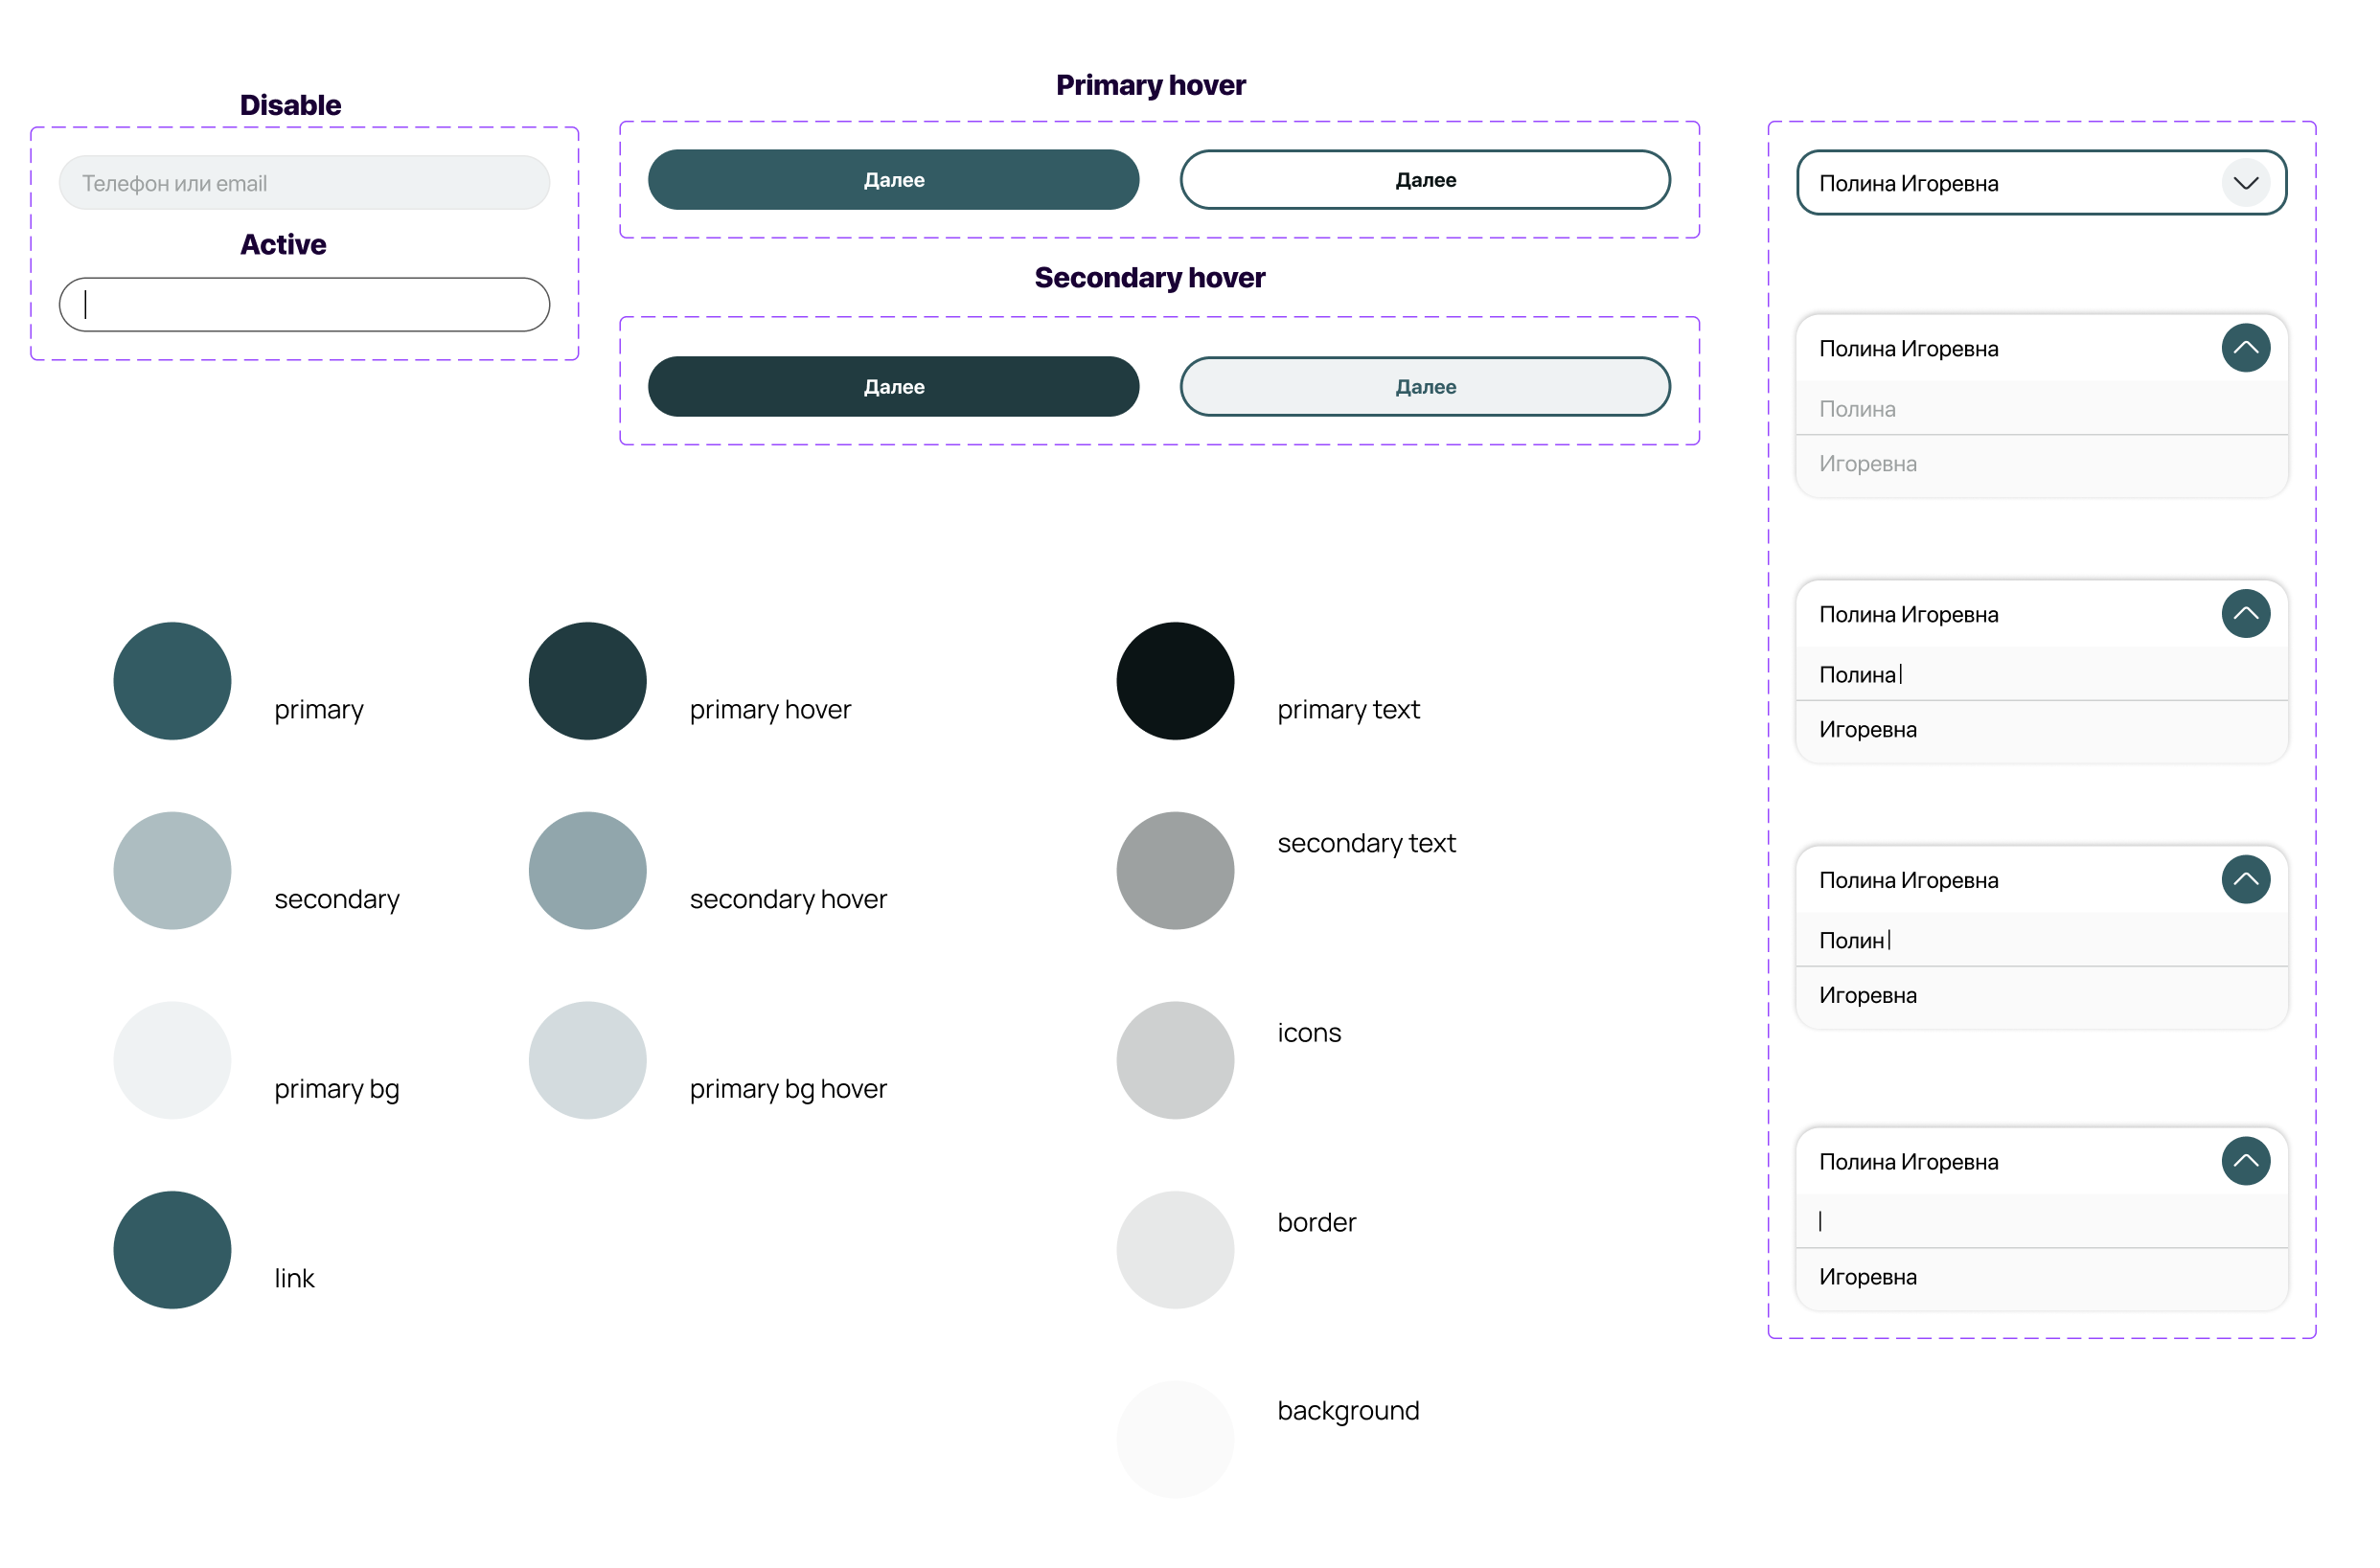 Disable
Телефон или email
Active
Primary hover
Далее
Далее
Secondary hover
Далее
Далее
primary
primary hover
primary text
secondary
secondary hover
secondary text
primary bg
primary bg hover
icons
link
border
background
Полина Игоревна
Полина Игоревна
Полина
Игоревна
Полина Игоревна
Полина
Игоревна
Полина Игоревна
Полин
Игоревна
Полина Игоревна
Игоревна